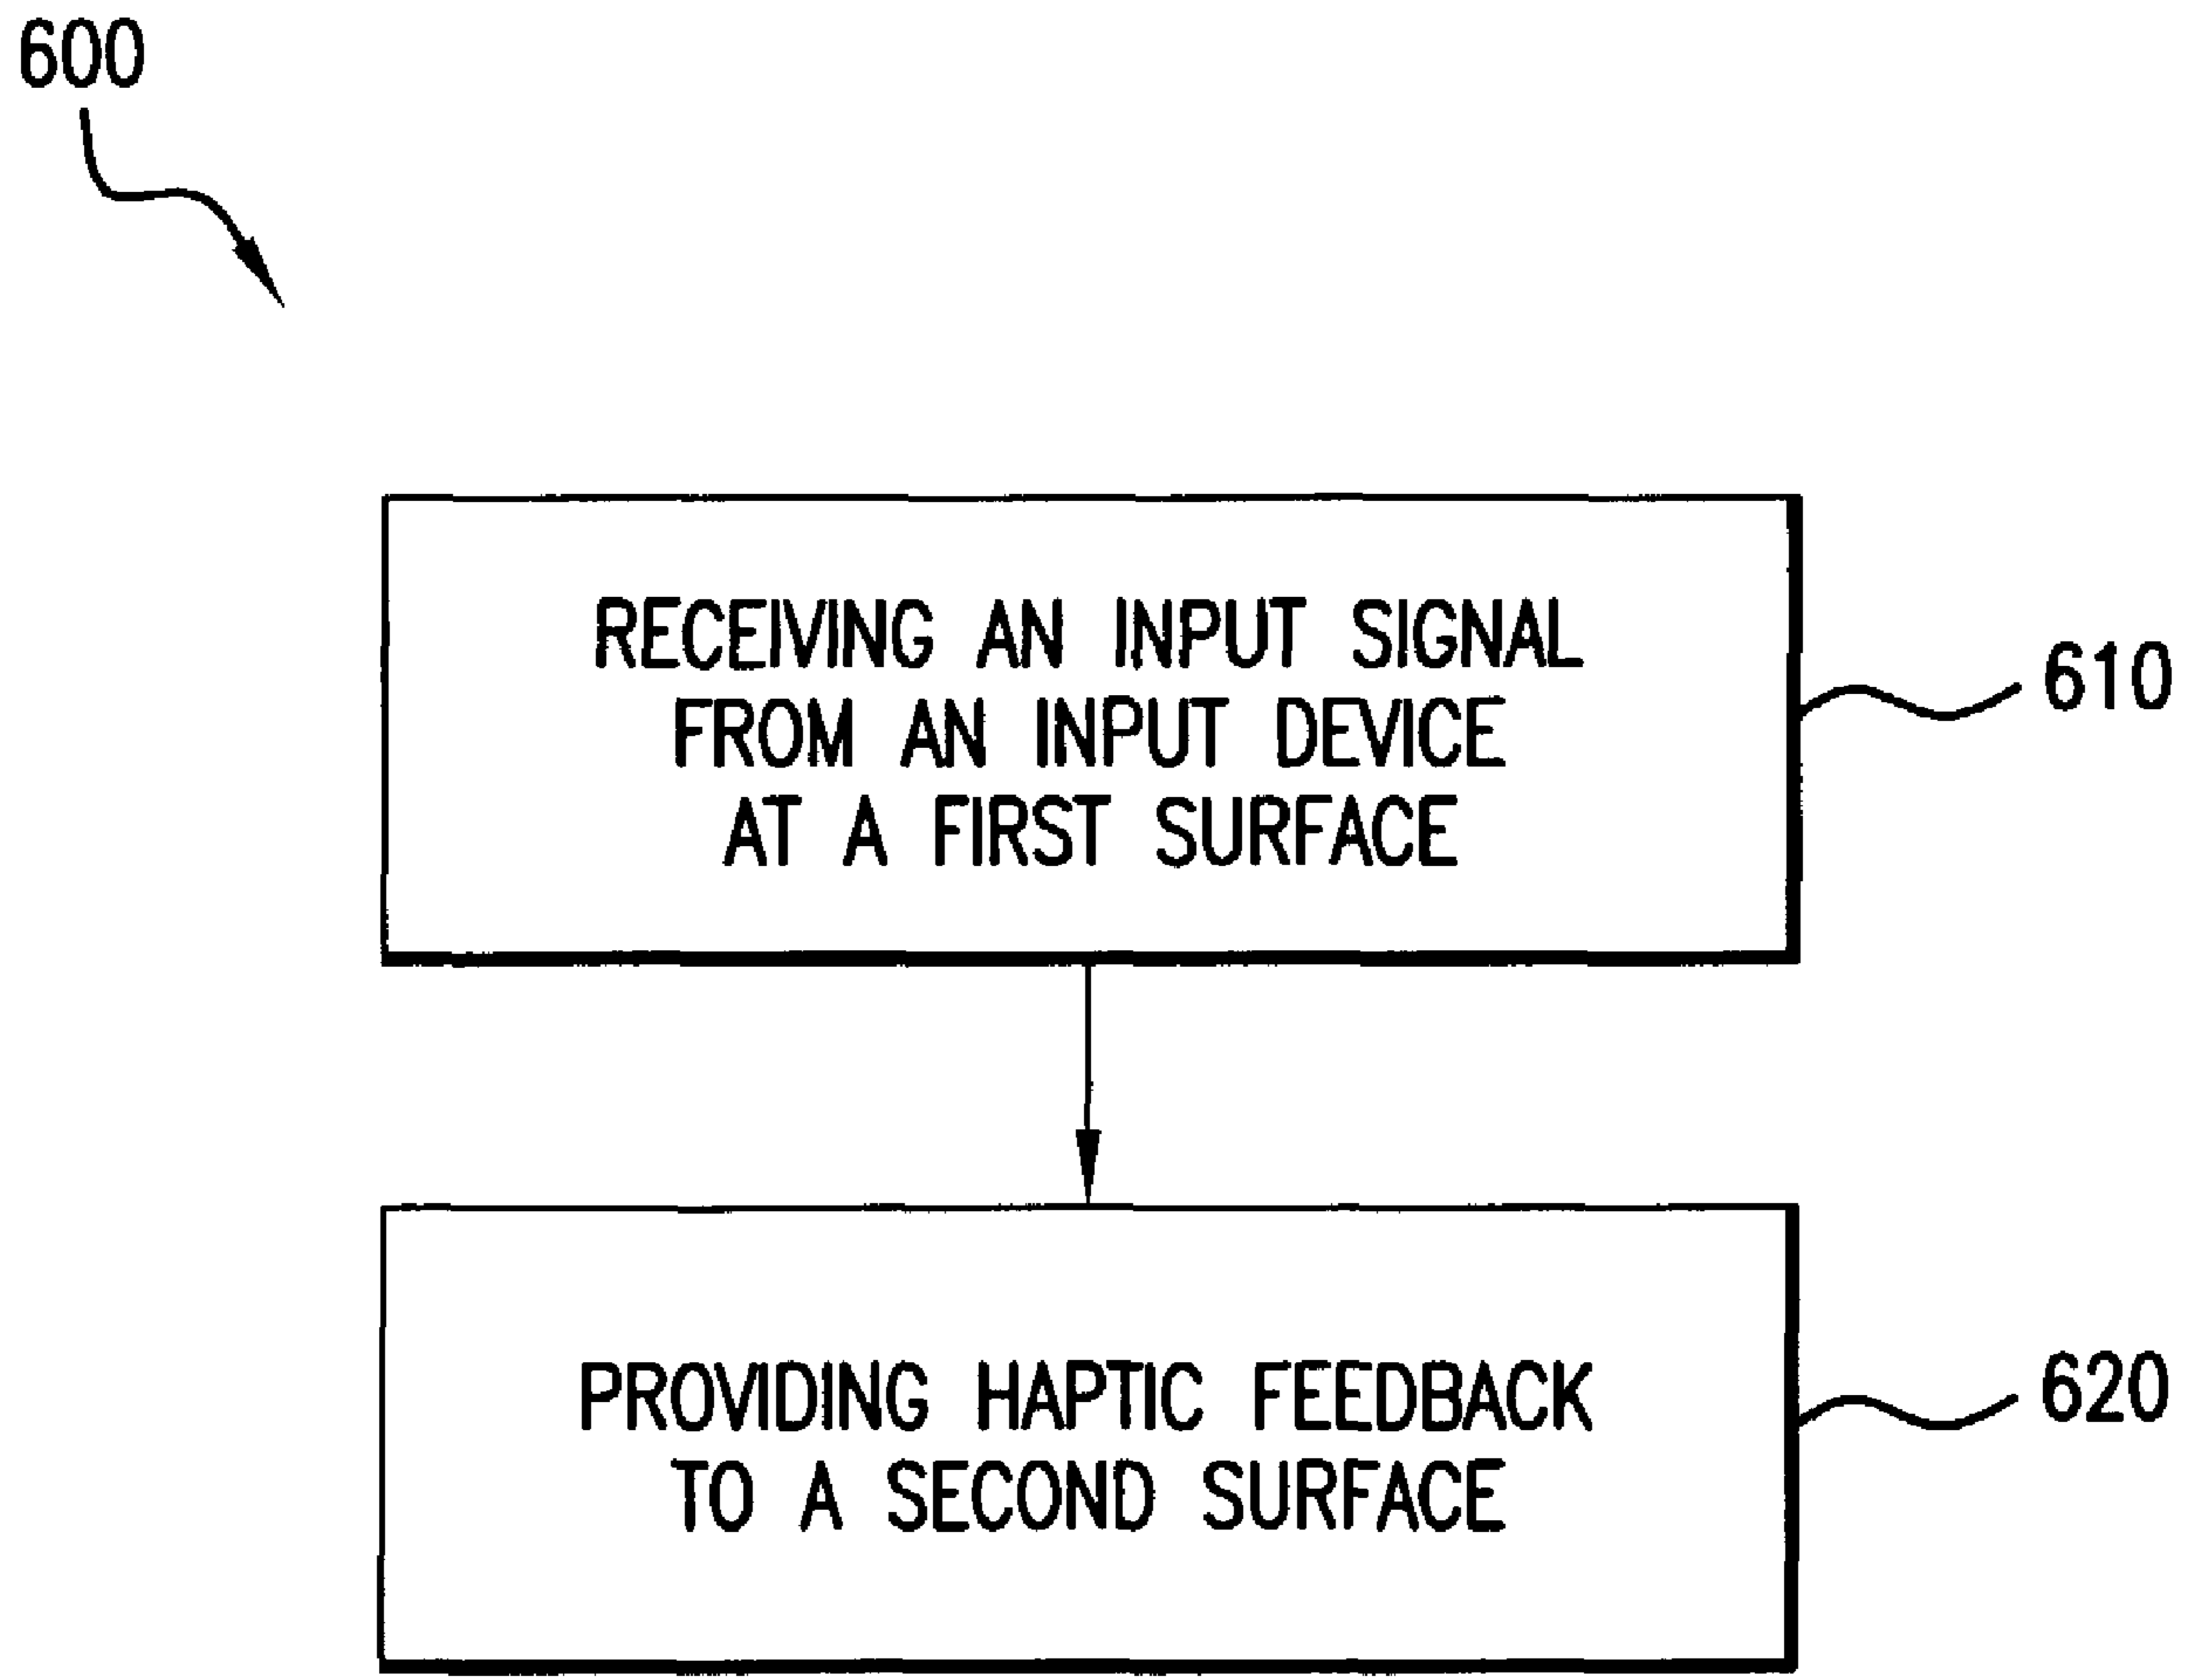 600
RECEIVING AN INPUT SIGNAL
FROM AN INPUT DEVICE
AT A FIRST SURFACE
610
PROVIDING HAPTIC FEEDBACK
TO A SECOND SURFACE
620